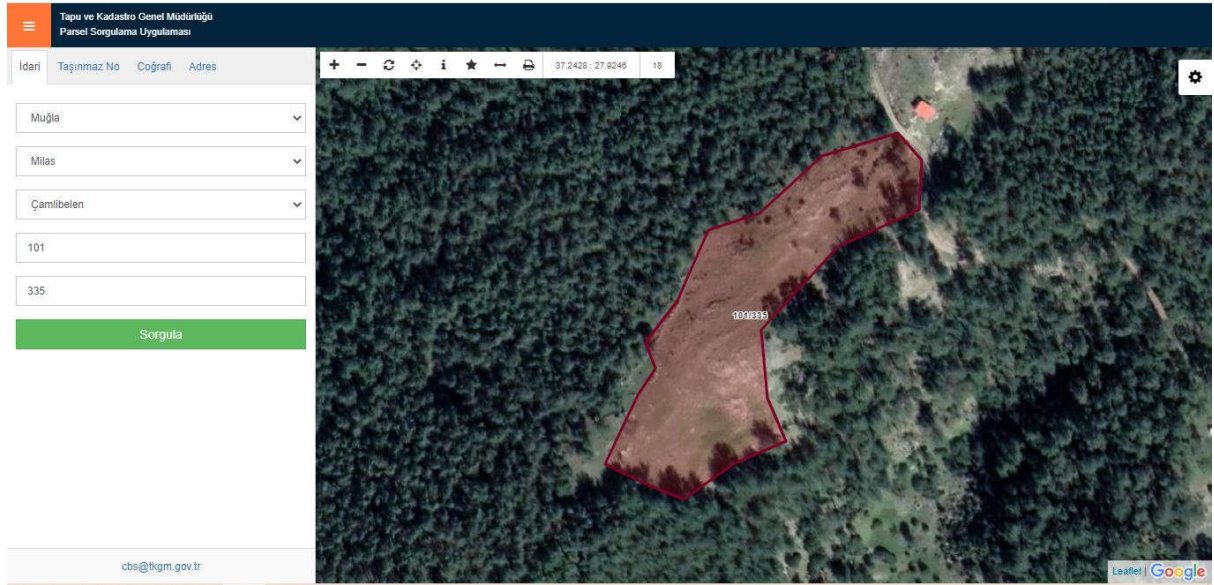 Tapu ve Kadastro Genel Müdürlüğü
Parsel Sorgulama Uygulaması
İdari Taşınmaz No Coğrafi Adres
37.2428 : 27.9246 18
Muğla
Milas
Çamlibelen
101
335
Sorgula
101/335
cbs@tkgm.gov.tr
Leaflet | Google